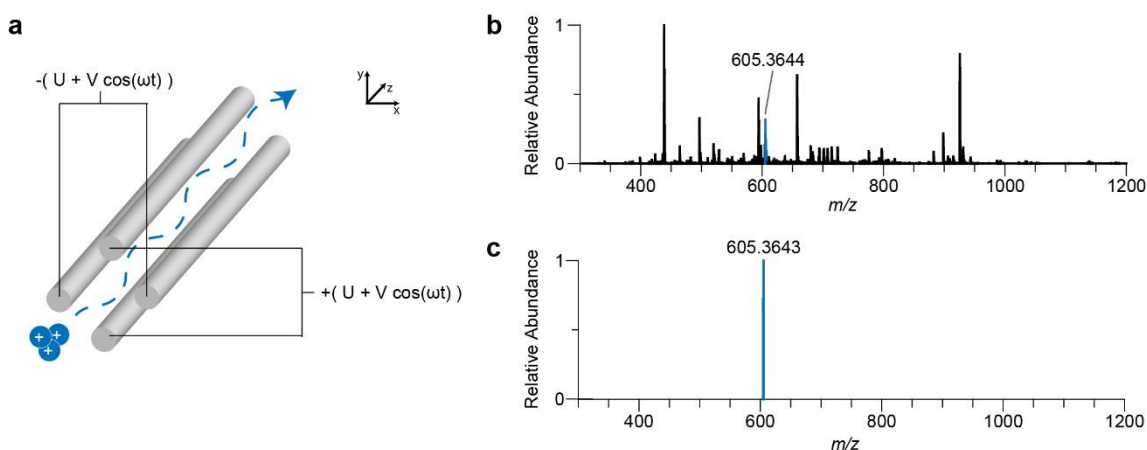 a
-( U + V cos(ωt) )
y
z
x
+( U + V cos(ωt) )
+
+
+
b
Relative Abundance
1
0
605.3644
400 600 800 1000 1200
m/z
c
Relative Abundance
1
0
605.3643
400 600 800 1000 1200
m/z